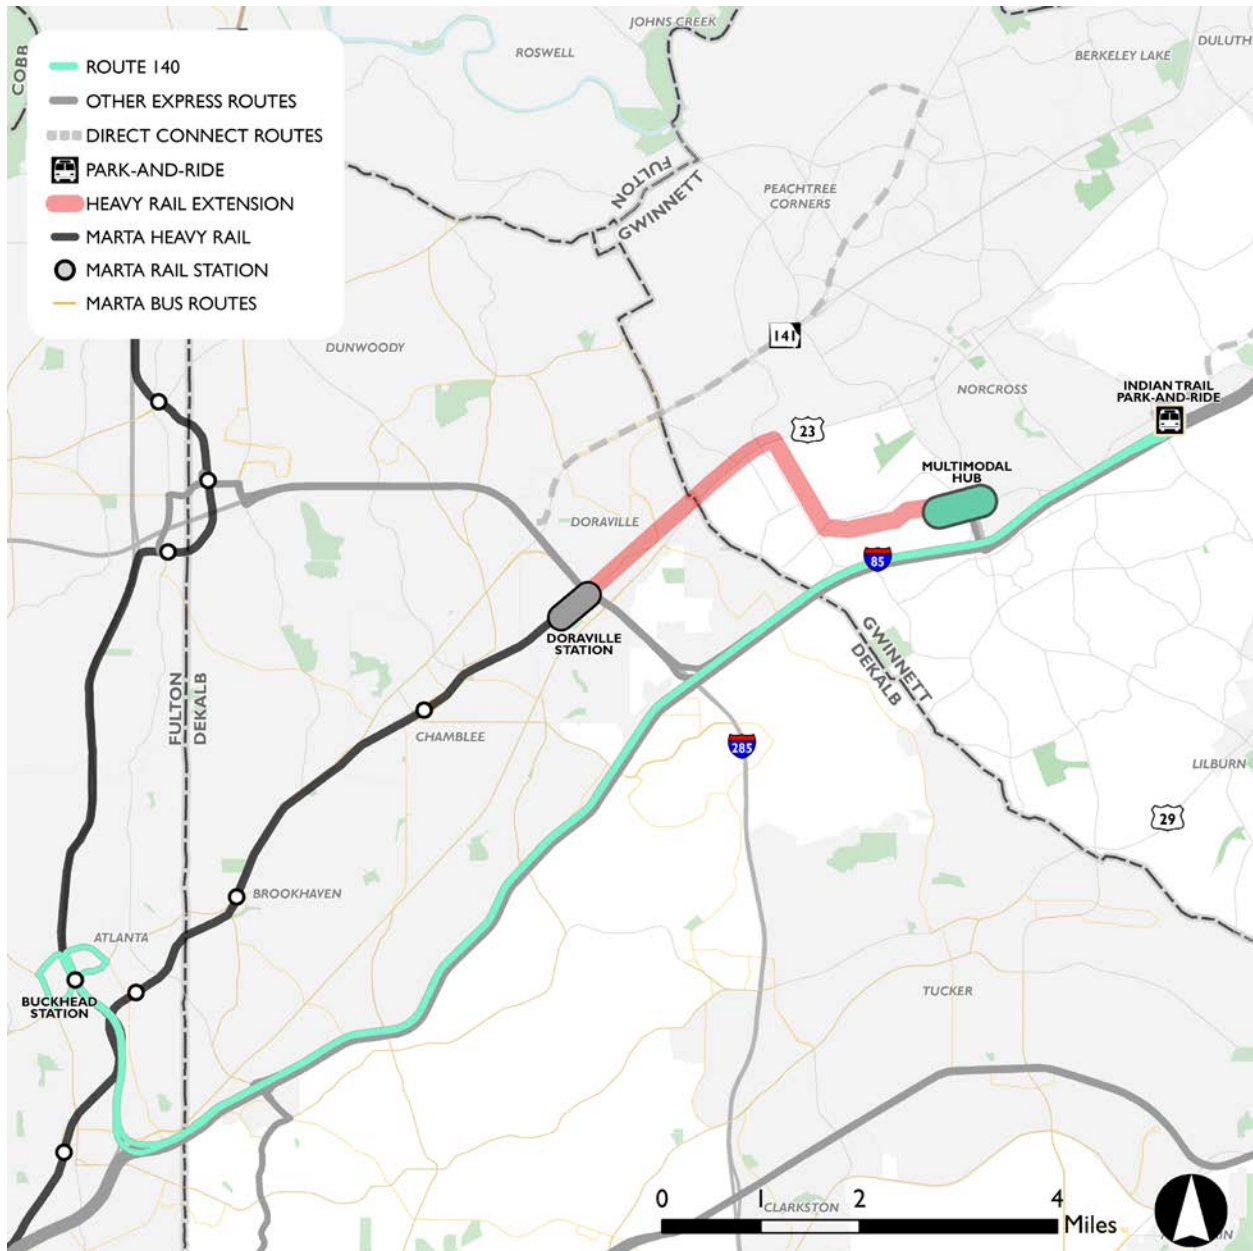 JOHNS CREEK
ROSWELL
DULUTH
BERKELEY LAKE
COBB
ROUTE 140
OTHER EXPRESS ROUTES
DIRECT CONNECT ROUTES
PARK-AND-RIDE
HEAVY RAIL EXTENSION
MARTA HEAVY RAIL
MARTA RAIL STATION
MARTA BUS ROUTES
FULTON
GWINNETT
PEACHTREE
CORNERS
DUNWOODY
141
NORCROSS
INDIAN TRAIL
PARK-AND-RIDE
23
MULTIMODAL
HUB
DORAVILLE
85
DORAVILLE
STATION
GWINNETT
DEKALB
FULTON
DEKALB
CHAMBLEE
285
LILBURN
29
BROOKHAVEN
ATLANTA
BUCKHEAD
STATION
TUCKER
0 1 2 4
Miles
CLARKSTON